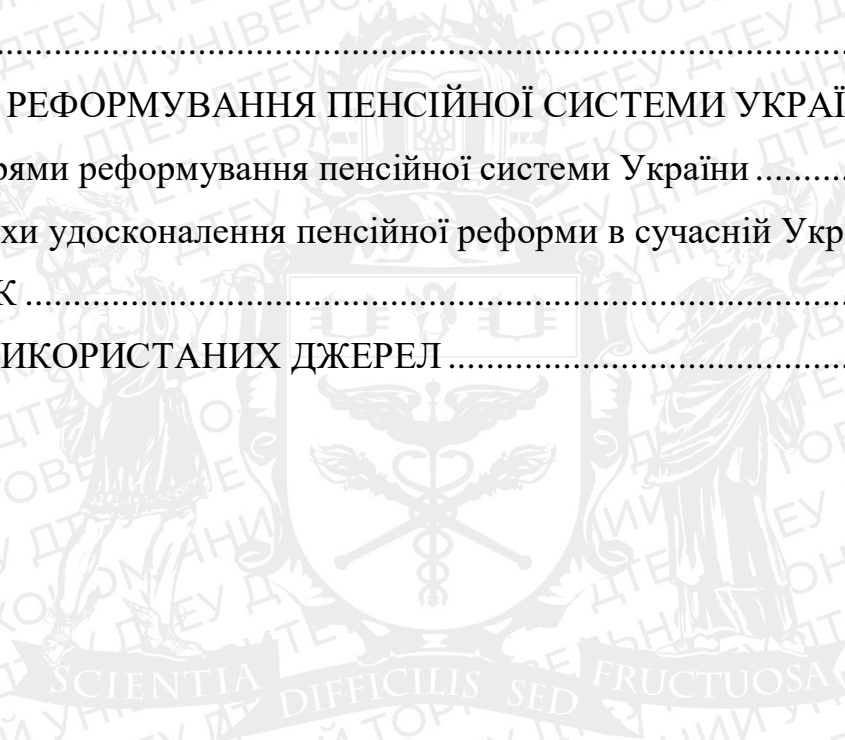 РЕФОРМУВАННЯ ПЕНСІЙНОЇ СИСТЕМИ УКРАЇ
рями реформування пенсійної системи України
хи удосконалення пенсійної реформи в сучасній Укр
К
ИКОРИСТАНИХ ДЖЕРЕЛ
SCIENTIA DIFFICILIS SED FRUCTUOSA